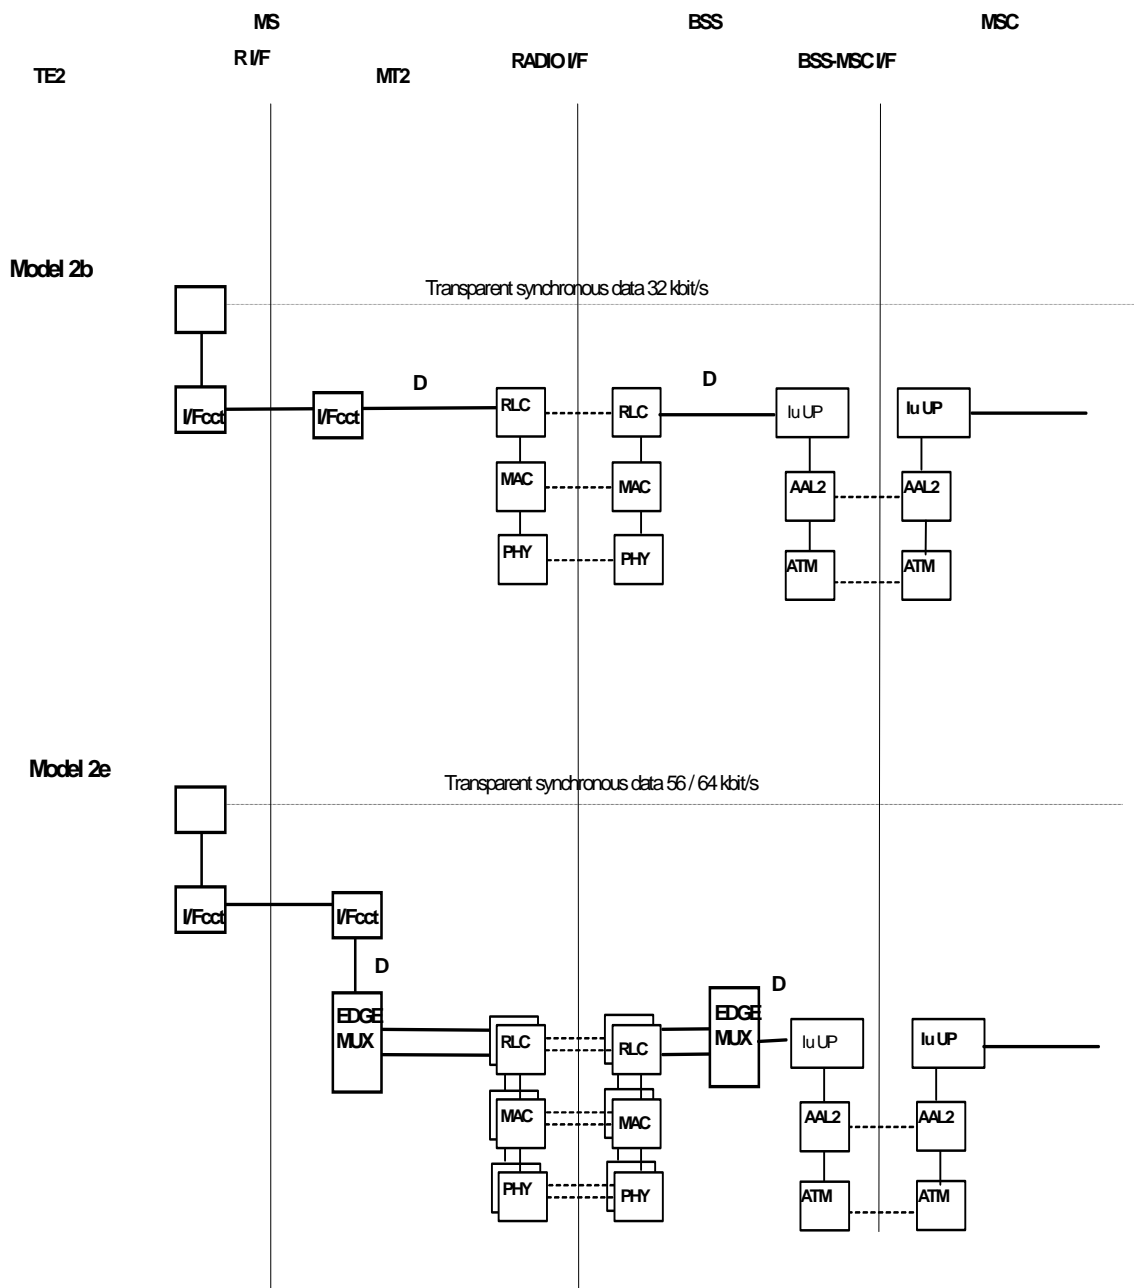 MS BSS MSC
R I/F RADIO I/F BSS-MSC I/F
TE2 MT2
Model 2b
Transparent synchronous data 32 kbit/s
D D
I/Fcct I/Fcct RLC RLC Iu UP Iu UP
MAC MAC AAL2 AAL2
PHY PHY ATM ATM
Model 2e
Transparent synchronous data 56 / 64 kbit/s
I/Fcct I/Fcct
D D
EDGE EDGE
MUX RLC RLC MUX Iu UP Iu UP
MAC MAC AAL2 AAL2
PHY PHY ATM ATM